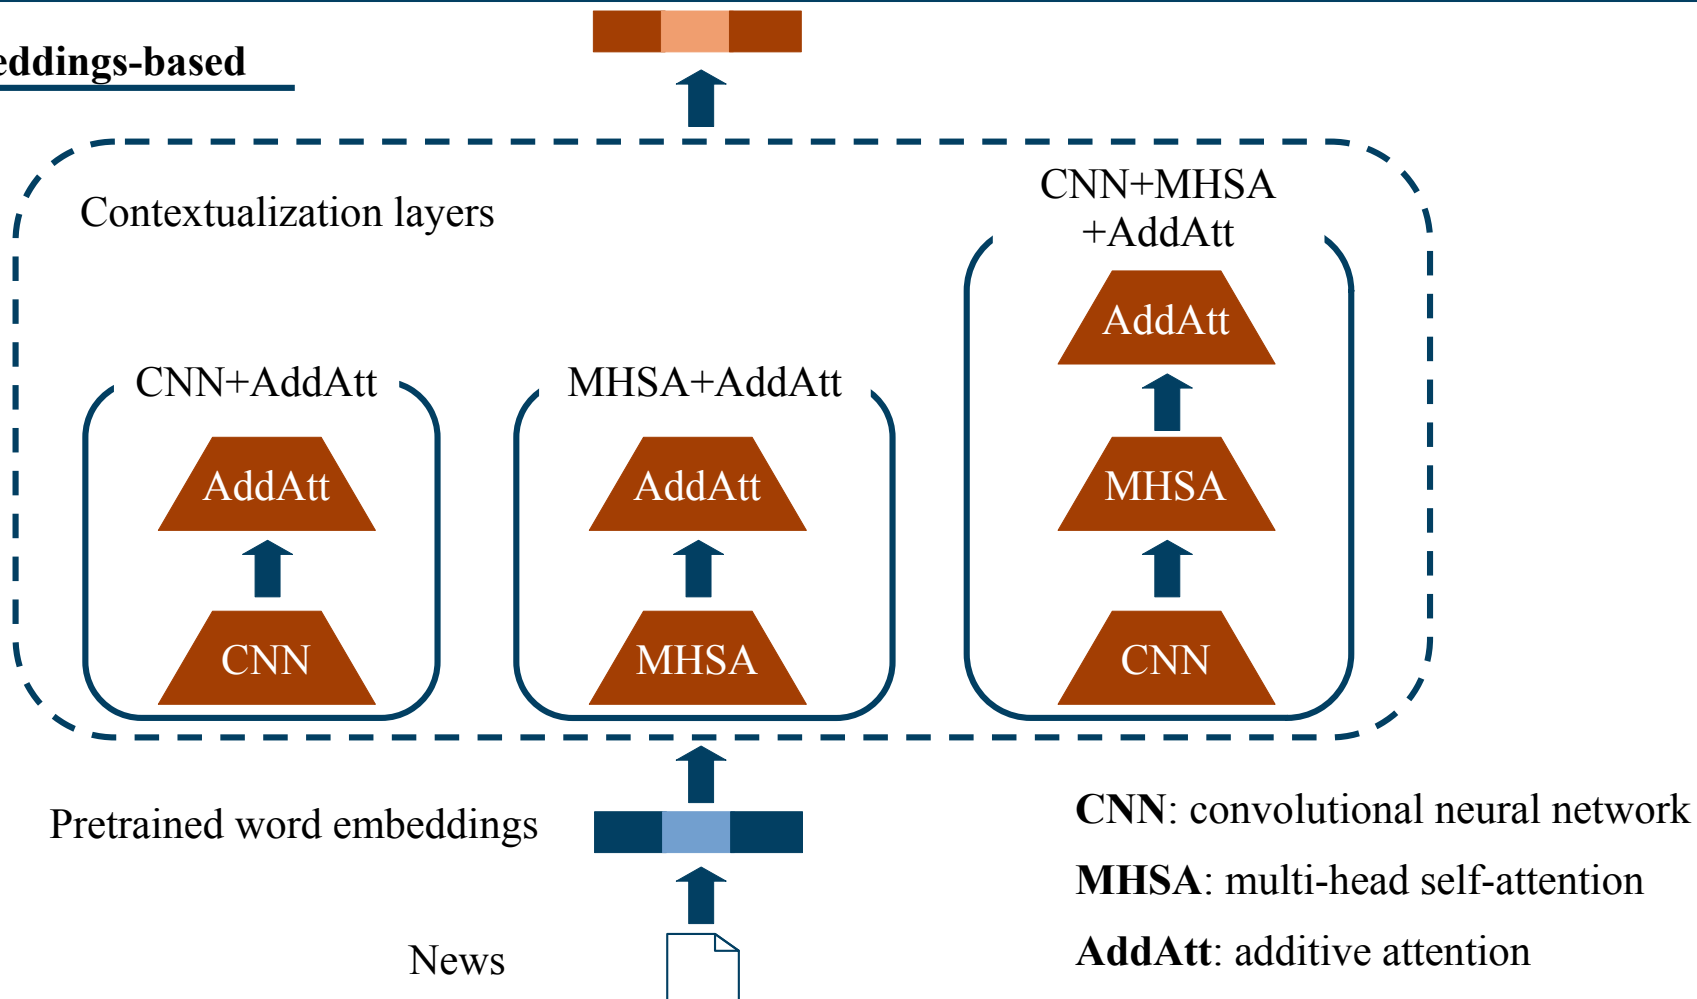 eddings-based
Contextualization layers
CNN+MHSA
+AddAtt
AddAtt
MHSA
CNN
CNN+AddAtt
AddAtt
CNN
MHSA+AddAtt
AddAtt
MHSA
Pretrained word embeddings
News
CNN: convolutional neural network
MHSA: multi-head self-attention
AddAtt: additive attention